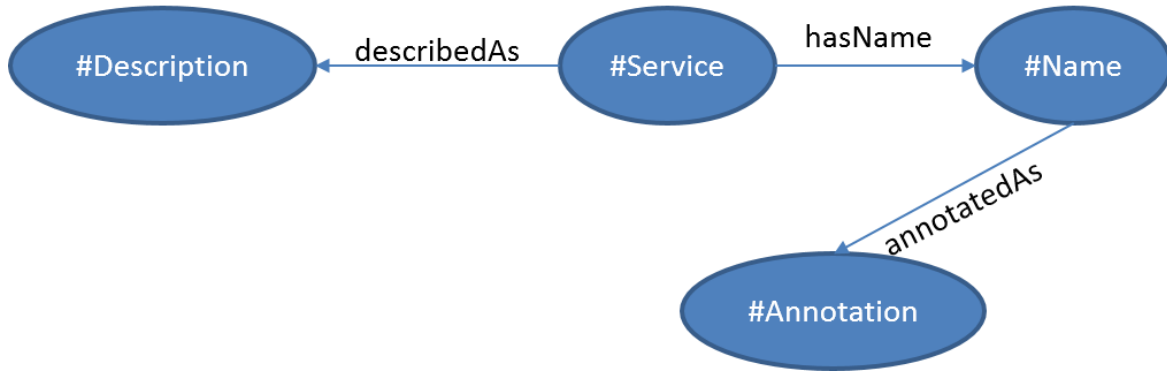 #Description
describedAs
#Service
hasName
#Name
annotatedAs
#Annotation